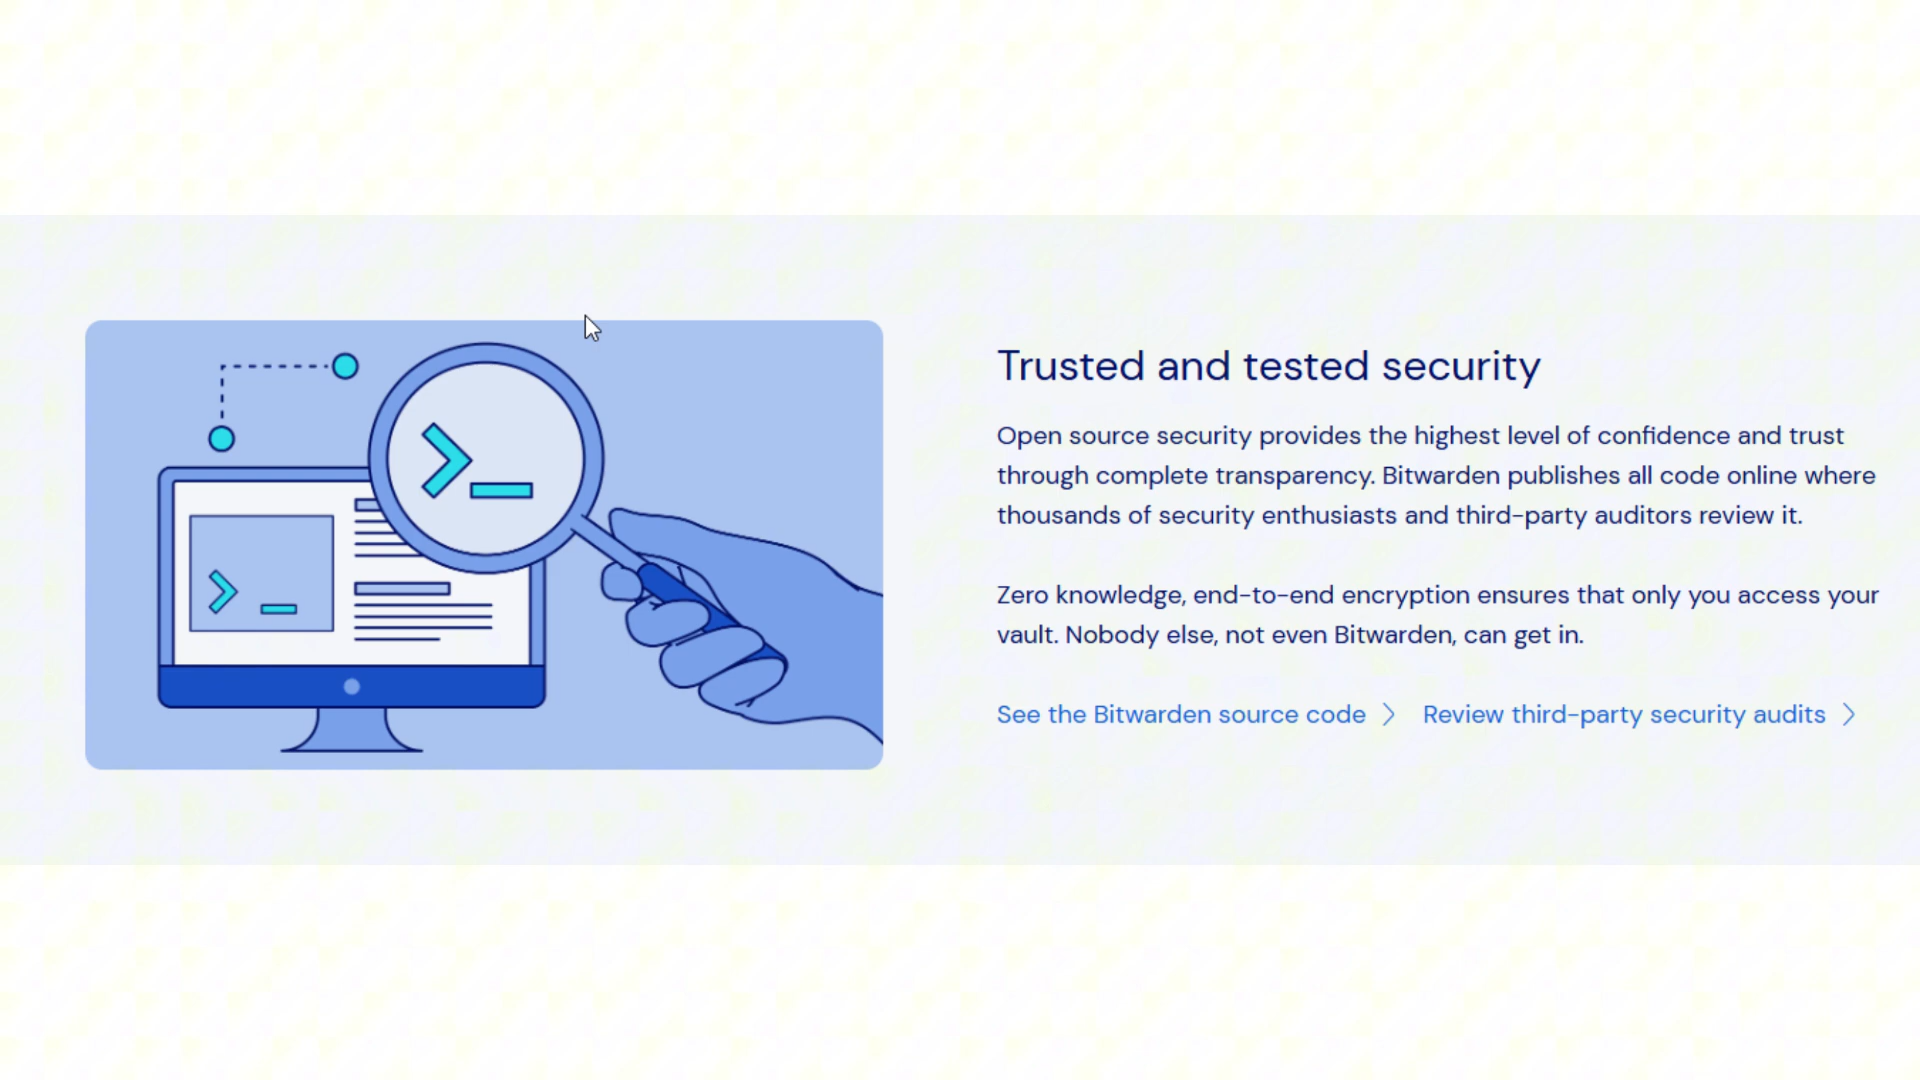 Trusted and tested security
Open source security provides the highest level of confidence and trust
through complete transparency. Bitwarden publishes all code online where
thousands of security enthusiasts and third-party auditors review it.
Zero knowledge, end-to-end encryption ensures that only you access your
vault. Nobody else, not even Bitwarden, can get in.
See the Bitwarden source code > Review third-party security audits >